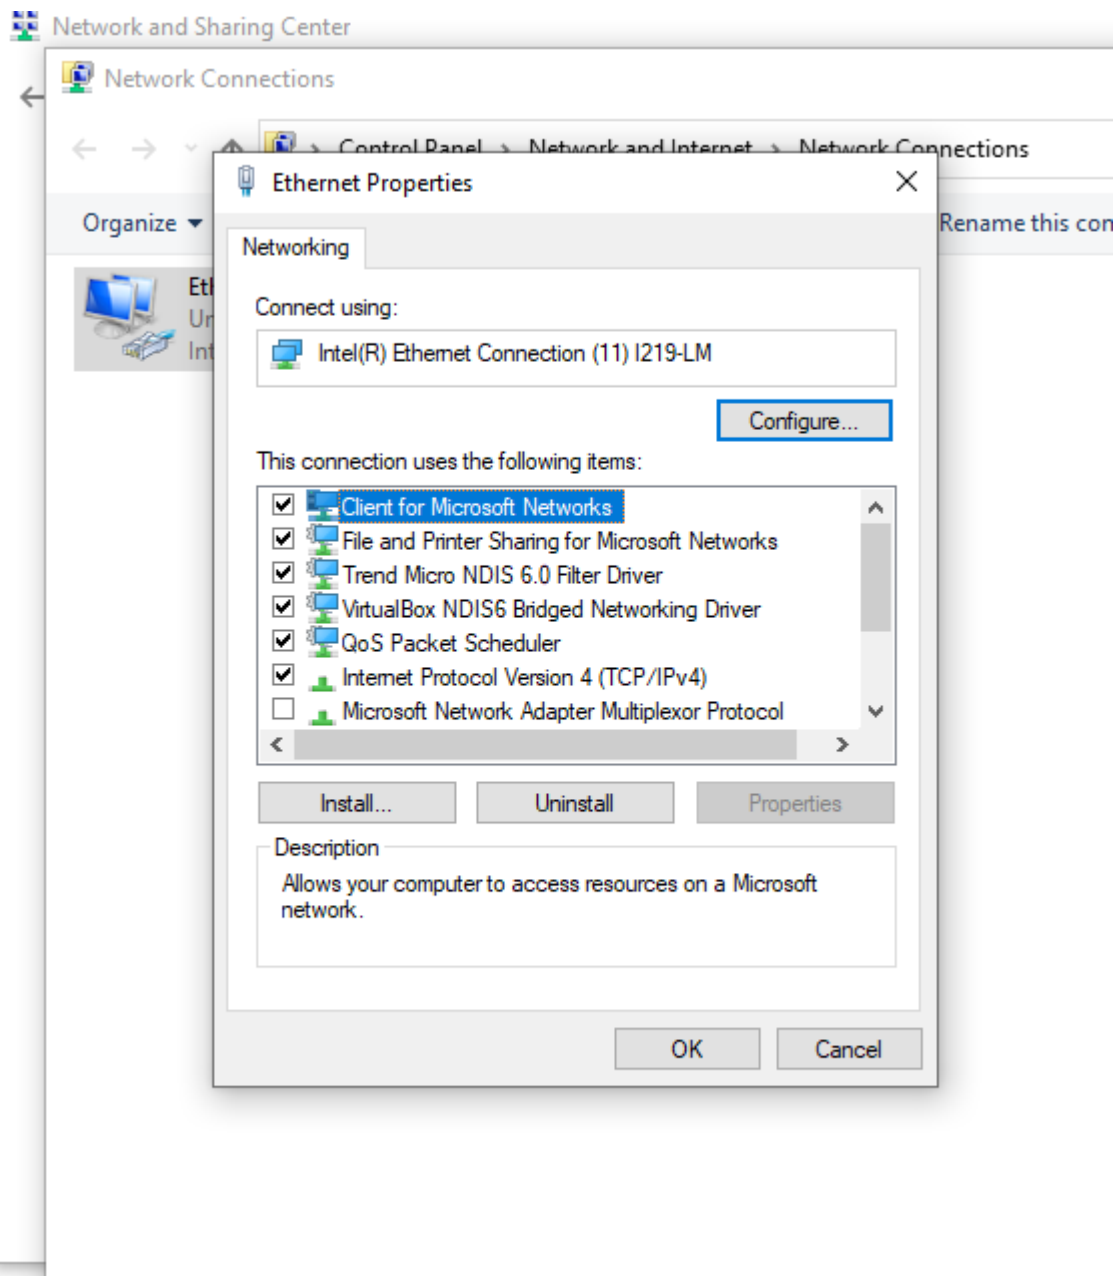 Network and Sharing Center
Network Connections
Control Panel > Network and Internet > Network Connections
Organize
Rename this con
Eth
Un
Int
Ethernet Properties
Networking
Connect using:
Intel(R) Ethernet Connection (11) I219-LM
Configure...
This connection uses the following items:
Client for Microsoft Networks
File and Printer Sharing for Microsoft Networks
Trend Micro NDIS 6.0 Filter Driver
VirtualBox NDIS6 Bridged Networking Driver
QoS Packet Scheduler
Internet Protocol Version 4 (TCP/IPv4)
Microsoft Network Adapter Multiplexor Protocol
Install...
Uninstall
Properties
Description
Allows your computer to access resources on a Microsoft
network.
OK
Cancel